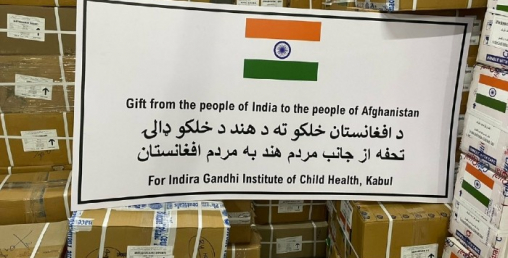 Gift from the people of India to the people of Afghanistan
د افغانستان خلکو ته د هند د خلکو ډالۍ
تحفه از جانب مردم هند به مردم افغانستان
For Indira Gandhi Institute of Child Health, Kabul